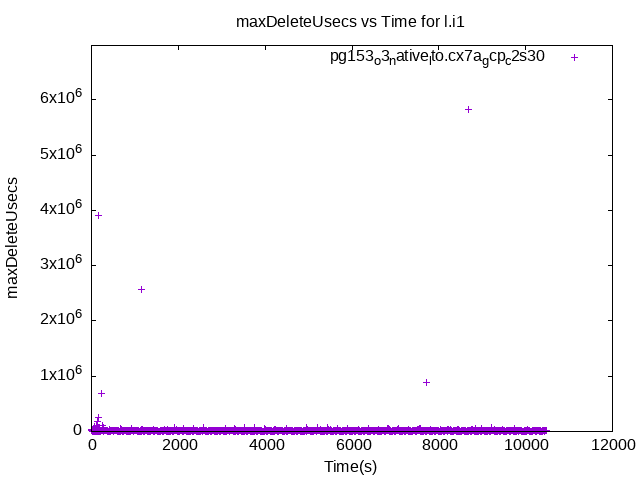 maxDeleteUsecs vs Time for l.i1
pg153ₒ3ₙativeₗto.cx7a_gcp_c2s30
6x10⁶
5x10⁶
4x10⁶
3x10⁶
2x10⁶
1x10⁶
0
maxDeleteUsecs
0 2000 4000 6000 8000 10000 12000
Time(s)